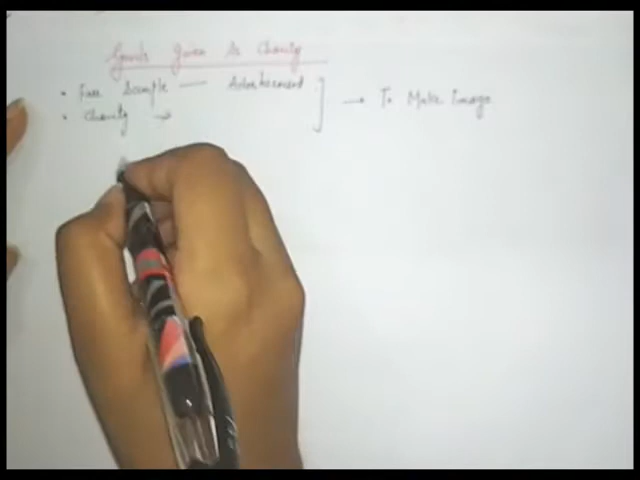 Goods Given As Charity
• Free Sample — Advertisement ] → To Make Image
• Charity →